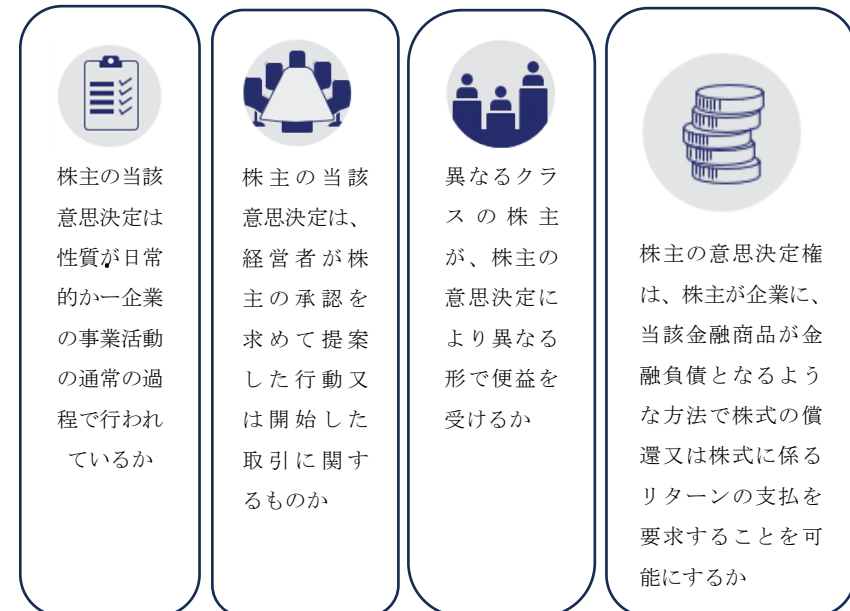 株主の当該
意思決定は
性質が日常
的かー企業
の事業活動
の通常の過
程で行われ
ているか
株主の当該
意思決定は、
経営者が株
主の承認を
求めて提案
した行動又
は開始した
取引に関す
るものか
異なるクラ
スの株主
が、株主の
意思決定に
より異なる
形で便益を
受けるか
株主の意思決定権
は、株主が企業に、
当該金融商品が金
融負債となるよう
な方法で株式の償
還又は株式に係る
リターンの支払を
要求することを可
能にするか